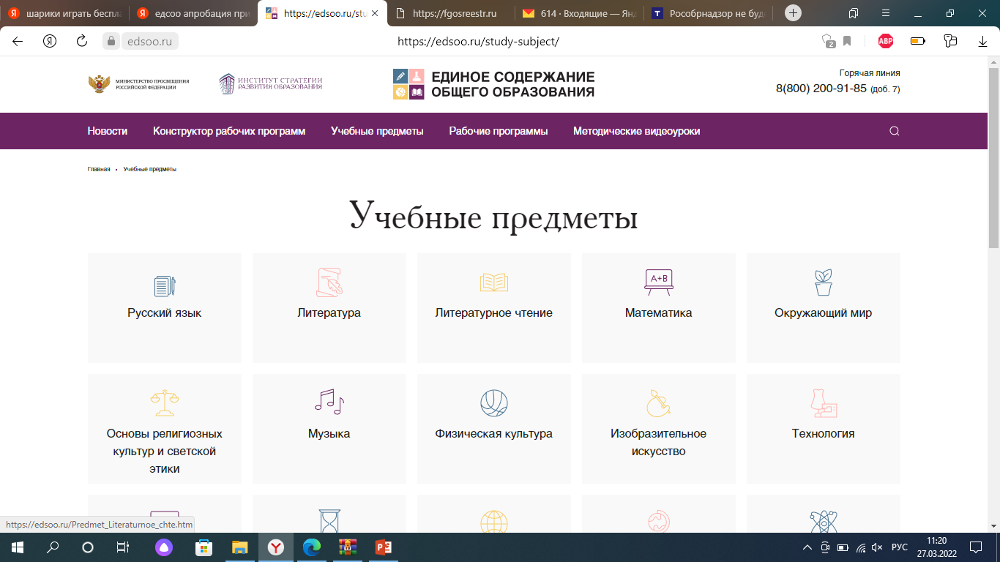 шарики играть беспла
едсоо апробация при
https://edsoo.ru/stu
https://fgosreestr.ru
614 · Входящие — Янд
Рособрнадзор не буд
edsoo.ru
https://edsoo.ru/study-subject/
2
ABP
МИНИСТЕРСТВО ПРОСВЕЩЕНИЯ
РОССИЙСКОЙ ФЕДЕРАЦИИ
ИНСТИТУТ СТРАТЕГИИ
РАЗВИТИЯ ОБРАЗОВАНИЯ
ЕДИНОЕ СОДЕРЖАНИЕ
ОБЩЕГО ОБРАЗОВАНИЯ
Горячая линия
8(800) 200-91-85 (доб. 7)
Новости
Конструктор рабочих программ
Учебные предметы
Рабочие программы
Методические видеоуроки
Главная • Учебные предметы
Учебные предметы
Русский язык
Литература
Литературное чтение
A+B
Математика
Окружающий мир
Основы религиозных
культур и светской
этики
Музыка
Физическая культура
Изобразительное
искусство
Технология
https://edsoo.ru/Predmet_Literaturnoe_chte.htm
РУС
11:20
27.03.2022